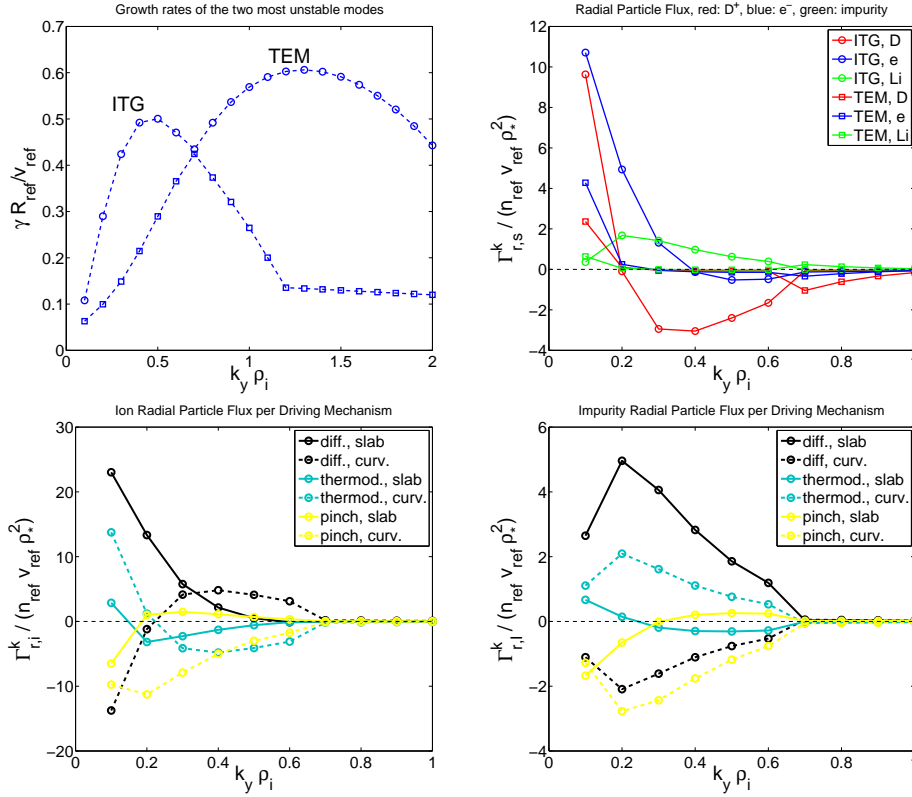 Growth rates of the two most unstable modes
0.8
0.7
0.6
0.5
0.4
0.3
0.2
0.1
0
γ R_ref/v_ref
ITG
TEM
0
0.5
1
1.5
2
k_y ρ_i
Radial Particle Flux, red: D⁺, blue: e⁻, green: impurity
12
10
8
6
4
2
0
−2
−4
Γ^k_r,s / (n_ref v_ref ρ_*^2)
ITG, D
ITG, e
ITG, Li
TEM, D
TEM, e
TEM, Li
0
0.2
0.4
0.6
0.8
1
k_y ρ_i
Ion Radial Particle Flux per Driving Mechanism
30
20
10
0
−10
−20
Γ^k_r,i / (n_ref v_ref ρ_*^2)
diff., slab
diff., curv.
thermod., slab
thermod., curv.
pinch, slab
pinch, curv.
0
0.2
0.4
0.6
0.8
1
k_y ρ_i
Impurity Radial Particle Flux per Driving Mechanism
6
4
2
0
−2
−4
Γ^k_r,I / (n_ref v_ref ρ_*^2)
diff., slab
diff., curv.
thermod., slab
thermod., curv.
pinch, slab
pinch, curv.
0
0.2
0.4
0.6
0.8
1
k_y ρ_i